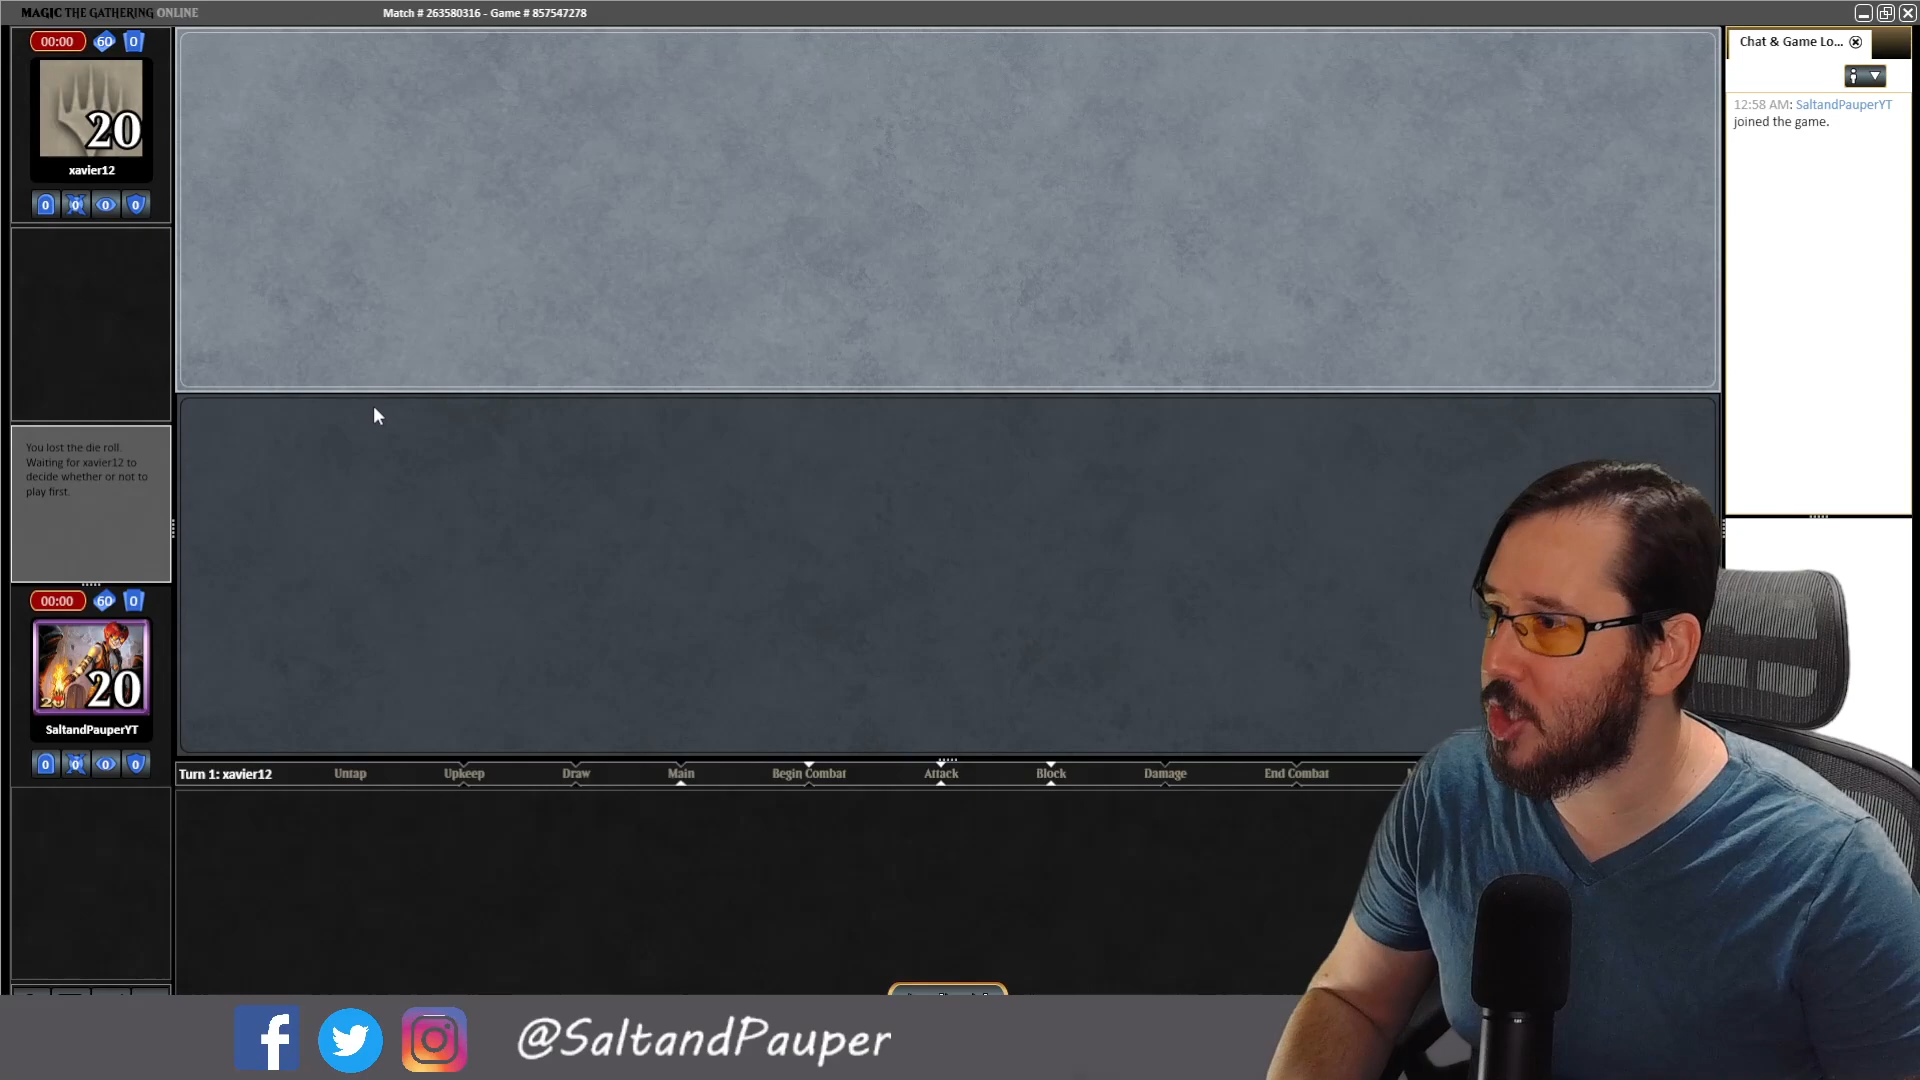 MAGIC THE GATHERING ONLINE
Match # 263580316 - Game # 857547278
00:00 60 0
20
xavier12
0 0 0 0
You lost the die roll.
Waiting for xavier12 to
decide whether or not to
play first.
00:00 60 0
20
SaltandPauperYT
0 0 0 0
Turn 1: xavier12 Untap Upkeep Draw Main Begin Combat Attack Block Damage End Combat
Chat & Game Lo...
12:58 AM: SaltandPauperYT
joined the game.
@SaltandPauper